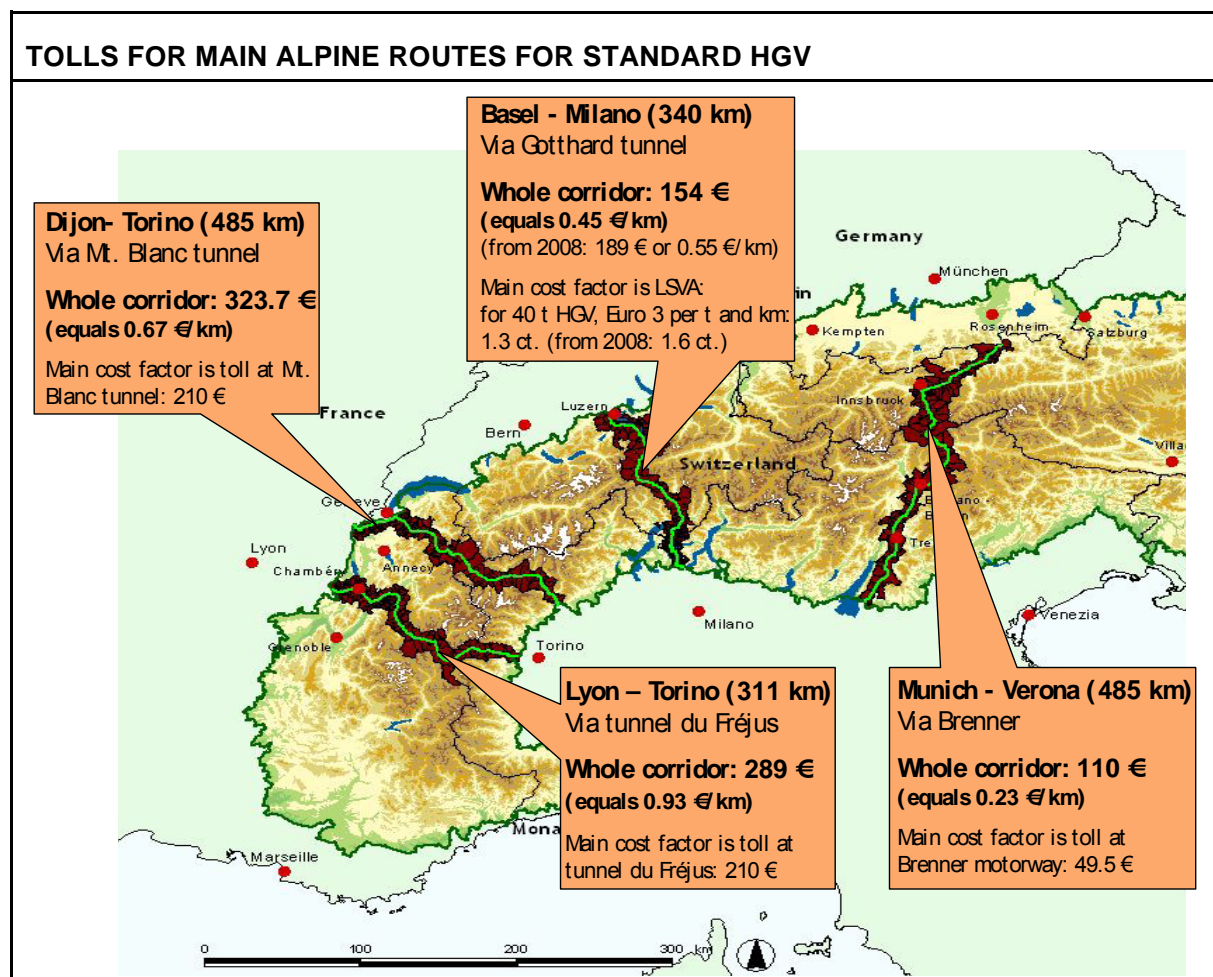 TOLLS FOR MAIN ALPINE ROUTES FOR STANDARD HGV
Basel - Milano (340 km)
Via Gotthard tunnel
Whole corridor: 154 €
(equals 0.45 €/km)
(from 2008: 189 € or 0.55 €/km)
Main cost factor is LSVA:
for 40 t HGV, Euro 3 per t and km:
1.3 ct. (from 2008: 1.6 ct.)
Dijon- Torino (485 km)
Via Mt. Blanc tunnel
Whole corridor: 323.7 €
(equals 0.67 €/km)
Main cost factor is toll at Mt.
Blanc tunnel: 210 €
Germany
München
Kempten
Rosenheim
Salzburg
France
Luzern
Innsbruck
Bern
Switzerland
Geneve
Lyon
Chambéry
Annecy
Grenoble
Torino
Milano
Venezia
Lyon – Torino (311 km)
Via tunnel du Fréjus
Whole corridor: 289 €
(equals 0.93 €/km)
Main cost factor is toll at
tunnel du Fréjus: 210 €
Munich - Verona (485 km)
Via Brenner
Whole corridor: 110 €
(equals 0.23 €/km)
Main cost factor is toll at
Brenner motorway: 49.5 €
Marseille
0 100 200 300 km